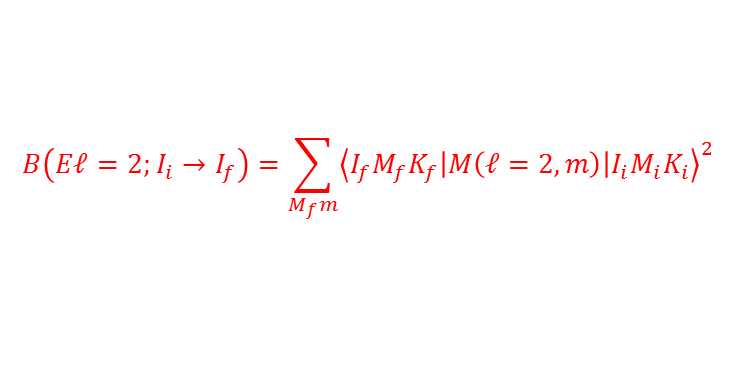 B(Eℓ = 2; I_i → I_f) = ∑_{M_f m} ⟨I_f M_f K_f|M(ℓ = 2, m)|I_i M_i K_i⟩^2